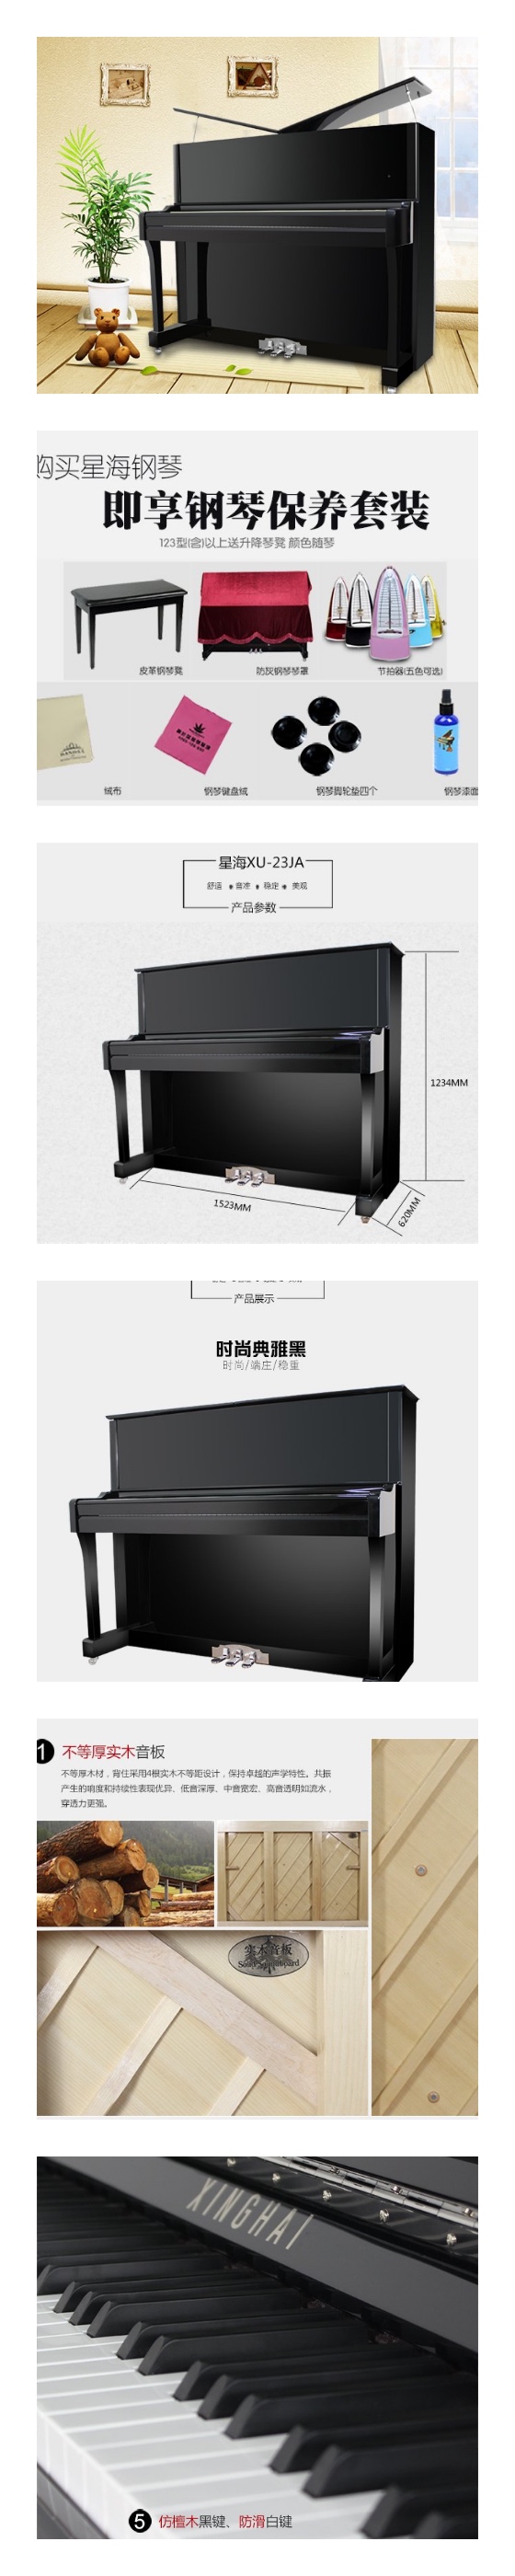 购买星海钢琴
即享钢琴保养套装
123型(含)以上送升降琴凳 颜色随琴
皮革钢琴凳
防灰钢琴琴罩
节拍器(五色可选)
绒布
钢琴键盘绒
钢琴脚轮垫四个
钢琴漆面
星海XU-23JA
舒适 音准 稳定 美观
产品参数
1234MM
1523MM
620MM
产品展示
时尚典雅黑
时尚/端庄/稳重
1 不等厚实木音板
不等厚木材，背住采用4根实木不等距设计，保持卓越的声学特性。共振
产生的响度和持续性表现优异、低音深厚、中音宽宏、高音透明如流水，
穿透力更强。
实木音板
XINGHAI
5 仿檀木黑键、防滑白键